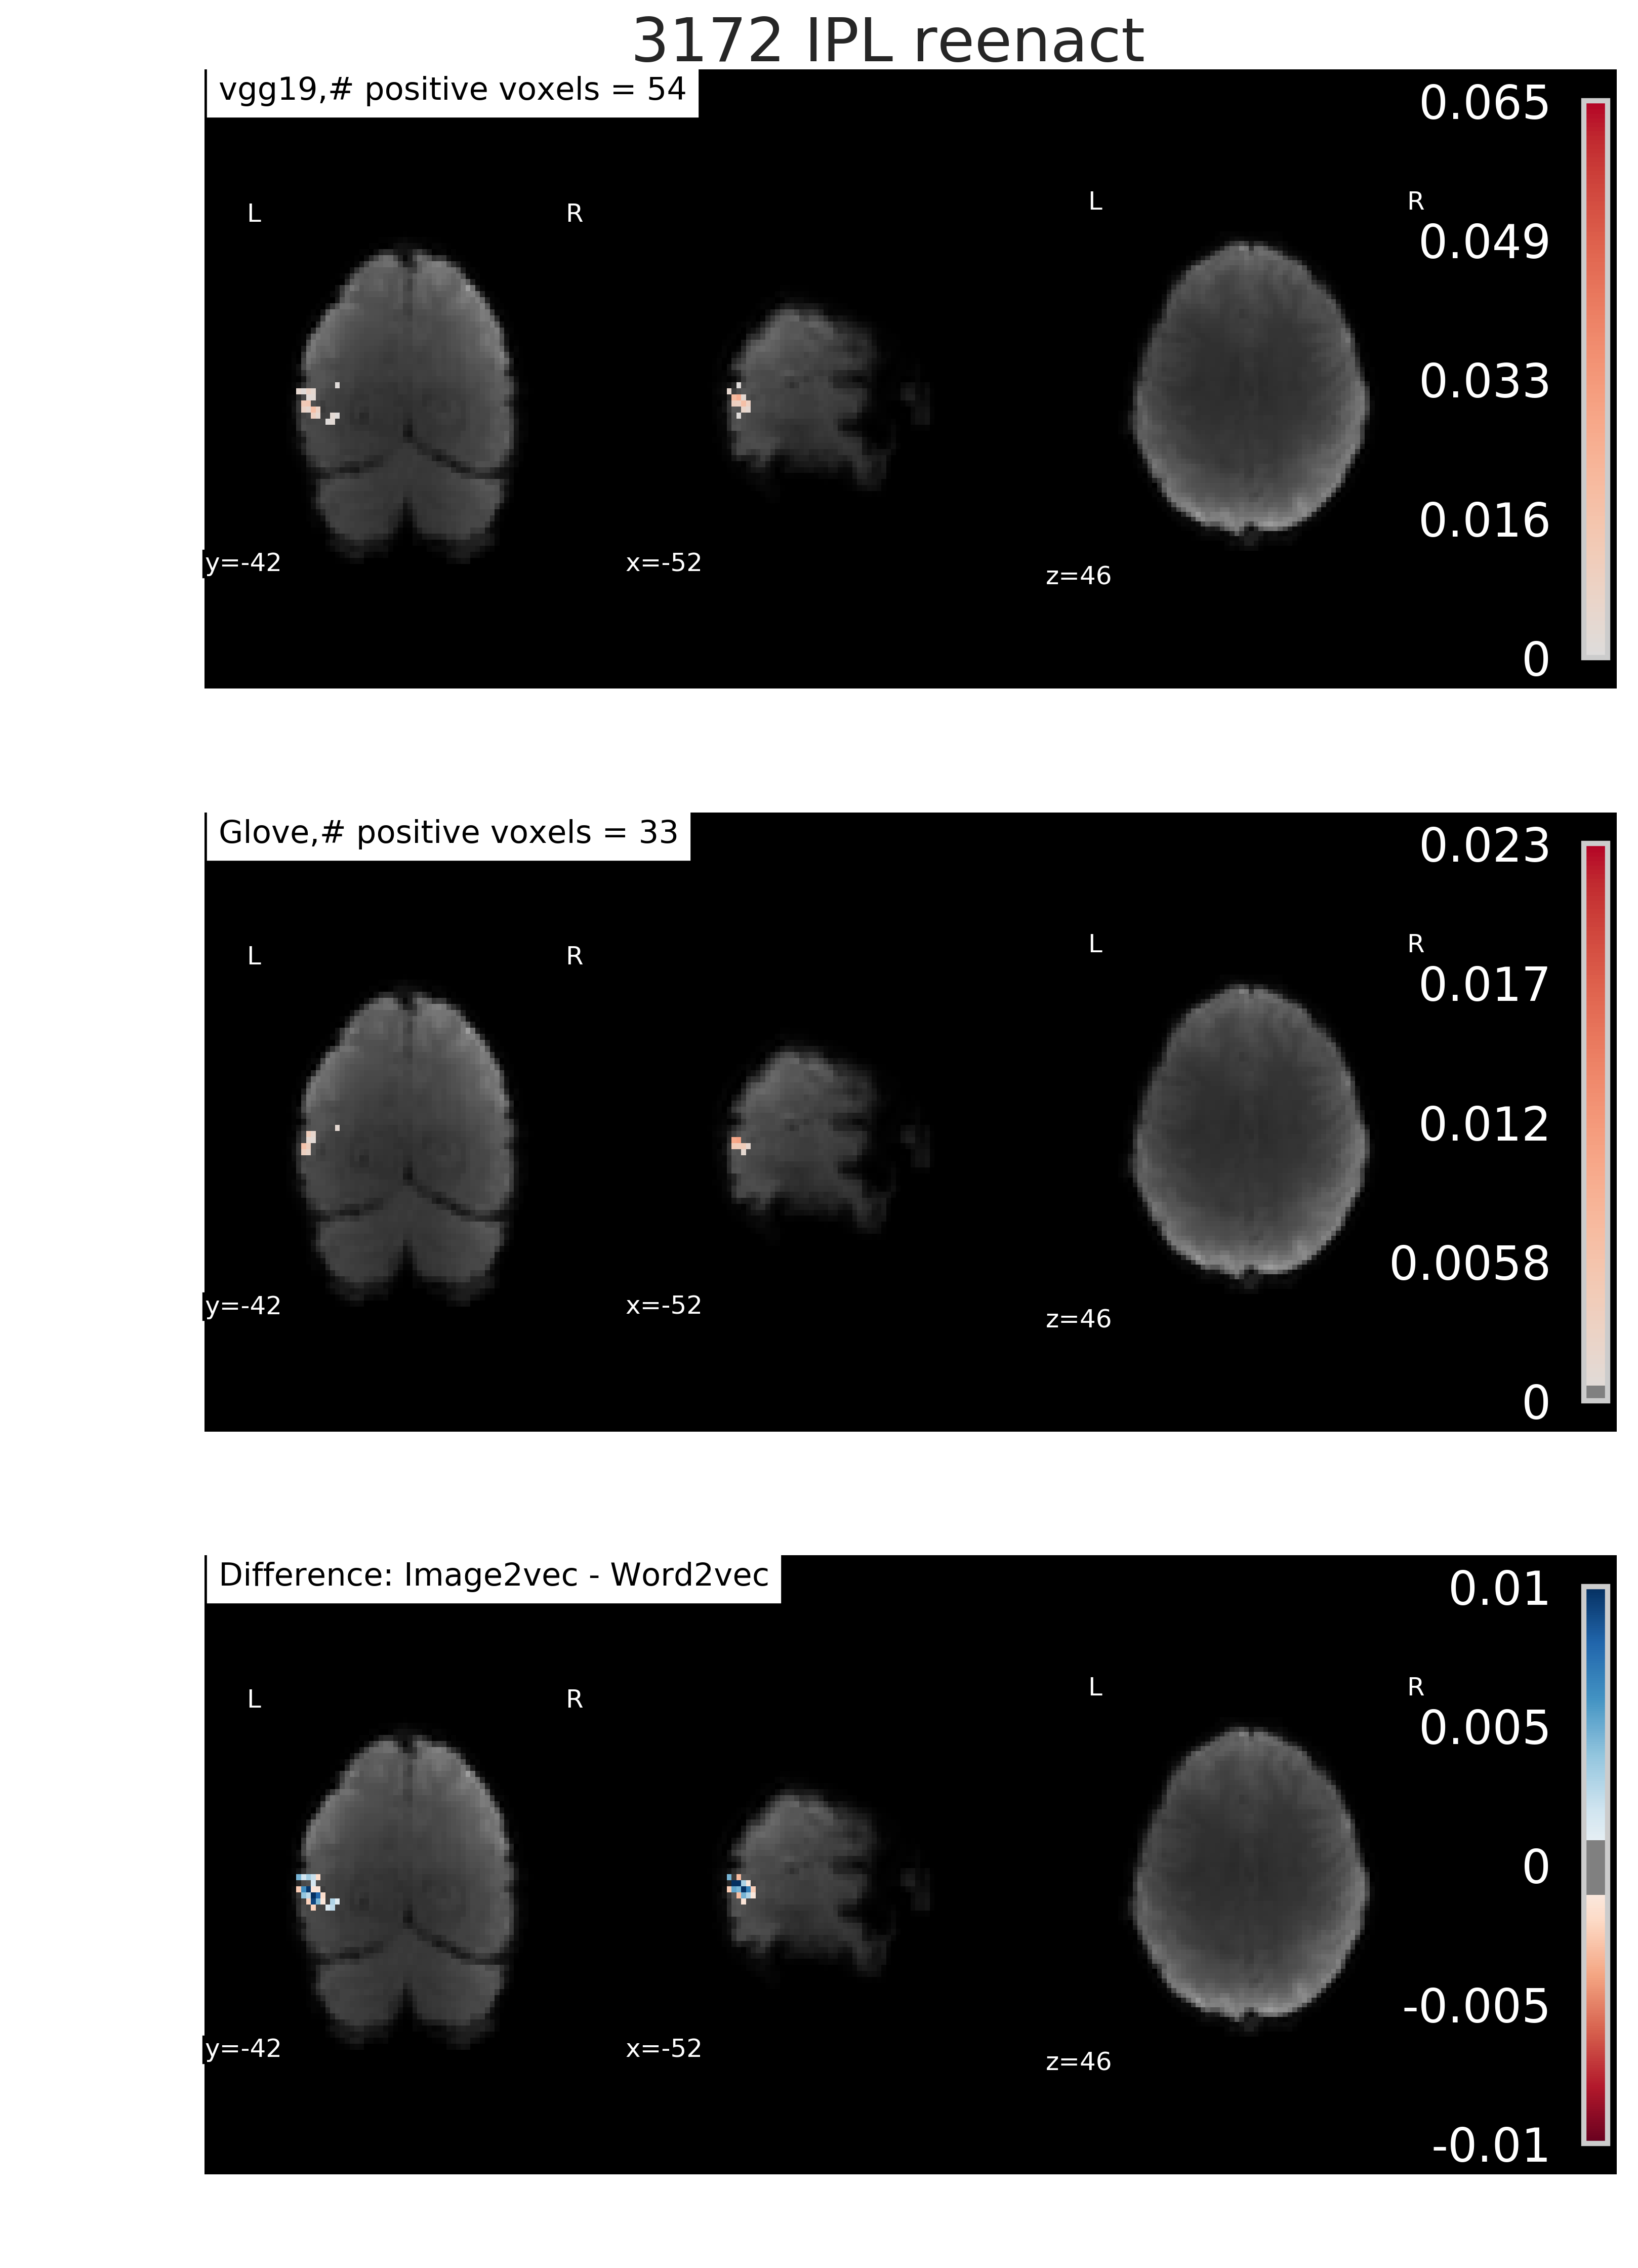 3172 IPL reenact
vgg19,# positive voxels = 54
0.065
L
R
L
R
0.049
0.033
0.016
y=-42
x=-52
z=46
0
Glove,# positive voxels = 33
0.023
L
R
L
R
0.017
0.012
0.0058
y=-42
x=-52
z=46
0
Difference: Image2vec - Word2vec
0.01
L
R
L
R
0.005
0
-0.005
y=-42
x=-52
z=46
-0.01